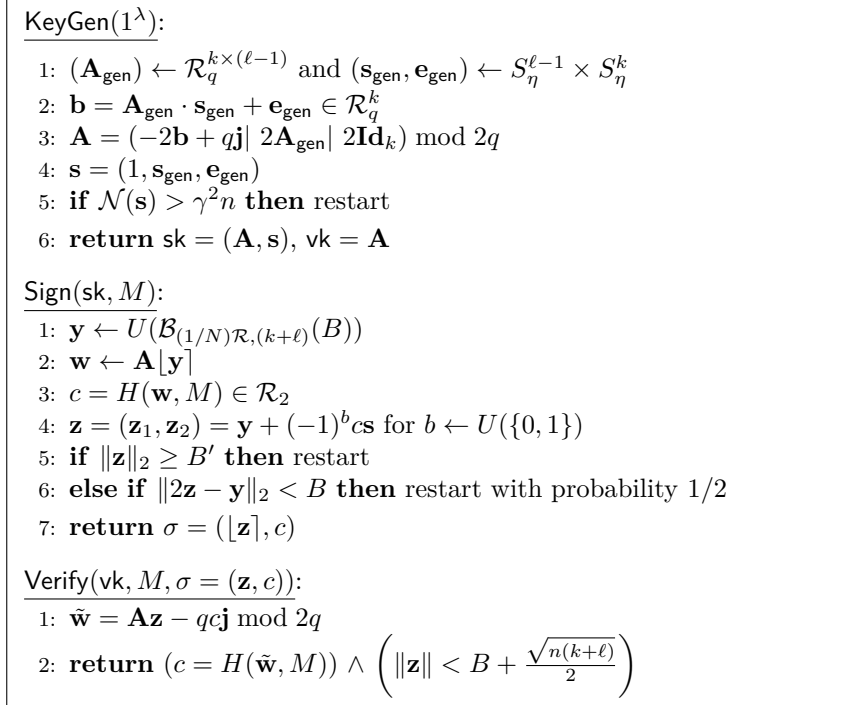 KeyGen(1^λ):
1: (A_gen) ← R_q^{k×(ℓ−1)} and (s_gen, e_gen) ← S_η^{ℓ−1} × S_η^k
2: b = A_gen · s_gen + e_gen ∈ R_q^k
3: A = (−2b + qj| 2A_gen| 2Id_k) mod 2q
4: s = (1, s_gen, e_gen)
5: if N(s) > γ²n then restart
6: return sk = (A, s), vk = A
Sign(sk, M):
1: y ← U(B_{(1/N)R,(k+ℓ)}(B))
2: w ← A⌊y⌉
3: c = H(w, M) ∈ R_2
4: z = (z_1, z_2) = y + (−1)^b cs for b ← U({0, 1})
5: if ‖z‖_2 ≥ B′ then restart
6: else if ‖2z − y‖_2 < B then restart with probability 1/2
7: return σ = (⌊z⌉, c)
Verify(vk, M, σ = (z, c)):
1: w̃ = Az − qcj mod 2q
2: return (c = H(w̃, M)) ∧ (‖z‖ < B + √(n(k+ℓ))/2)